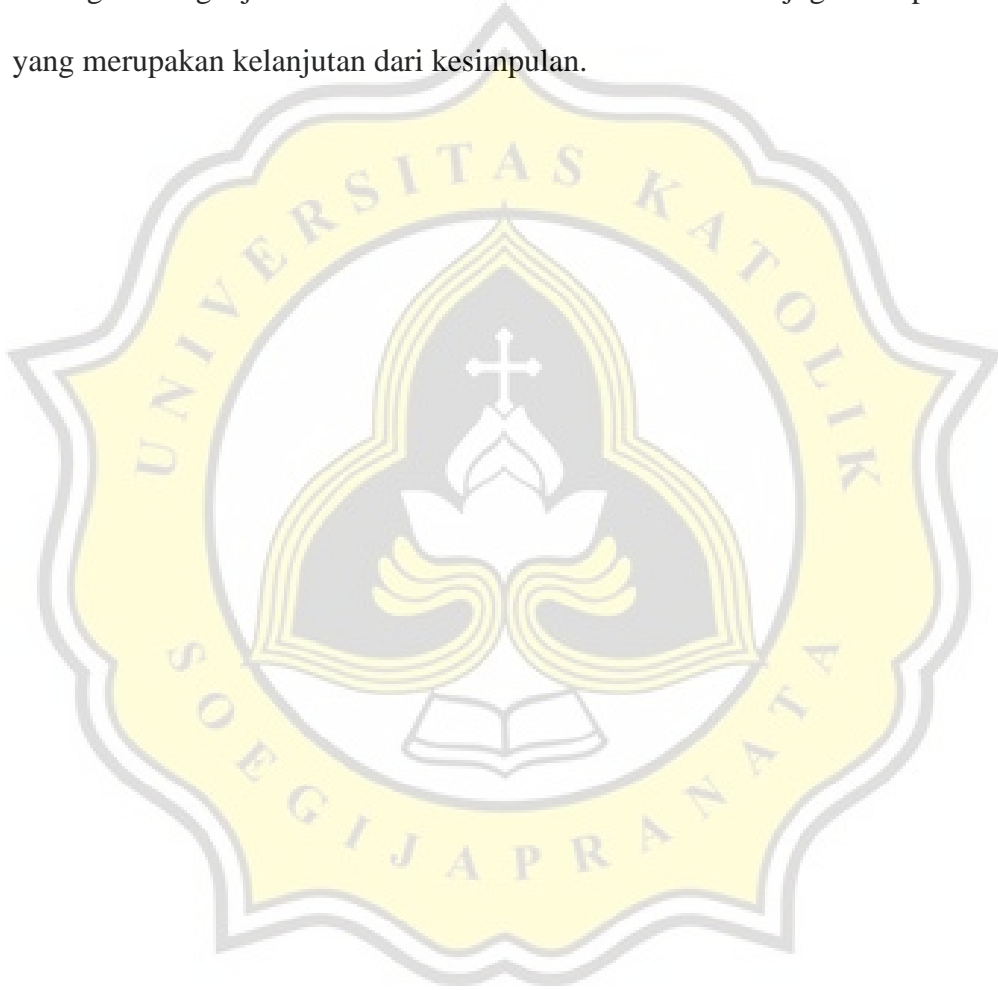 yang merupakan kelanjutan dari kesimpulan.
UNIVERSITAS KATOLIK
SOEGIJAPRANATA